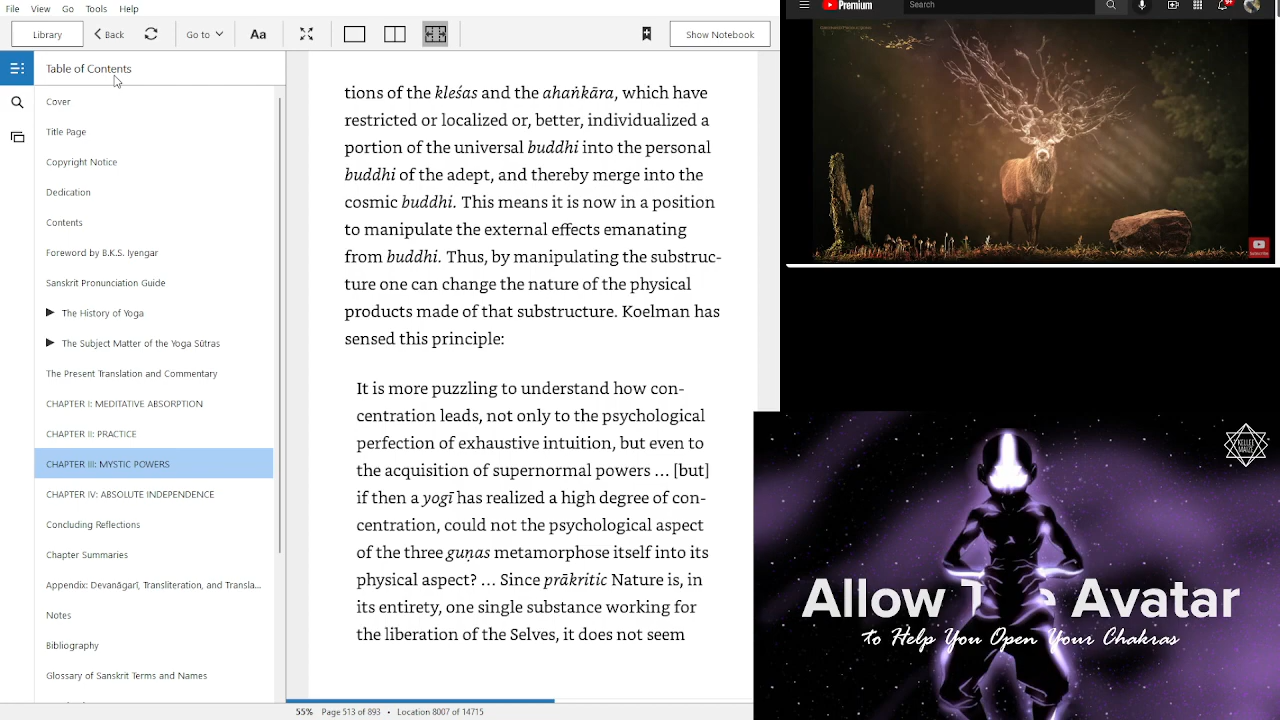 File View Go Tools Help
Library Back Go to Aa Show Notebook
Table of Contents
Cover
Title Page
Copyright Notice
Dedication
Contents
Foreword by B.K.S. Iyengar
Sanskrit Pronunciation Guide
The History of Yoga
The Subject Matter of the Yoga Sūtras
The Present Translation and Commentary
CHAPTER I: MEDITATIVE ABSORPTION
CHAPTER II: PRACTICE
CHAPTER III: MYSTIC POWERS
CHAPTER IV: ABSOLUTE INDEPENDENCE
Concluding Reflections
Chapter Summaries
Appendix: Devanāgarī, Transliteration, and Transla...
Notes
Bibliography
Glossary of Sanskrit Terms and Names
tions of the kleśas and the ahaṅkāra, which have
restricted or localized or, better, individualized a
portion of the universal buddhi into the personal
buddhi of the adept, and thereby merge into the
cosmic buddhi. This means it is now in a position
to manipulate the external effects emanating
from buddhi. Thus, by manipulating the substruc-
ture one can change the nature of the physical
products made of that substructure. Koelman has
sensed this principle:
It is more puzzling to understand how con-
centration leads, not only to the psychological
perfection of exhaustive intuition, but even to
the acquisition of supernormal powers … [but]
if then a yogī has realized a high degree of con-
centration, could not the psychological aspect
of the three guṇas metamorphose itself into its
physical aspect? … Since prākritic Nature is, in
its entirety, one single substance working for
the liberation of the Selves, it does not seem
55% Page 513 of 893 • Location 8007 of 14715
Premium Search 9+
Allow The Avatar
to Help You Open Your Chakras